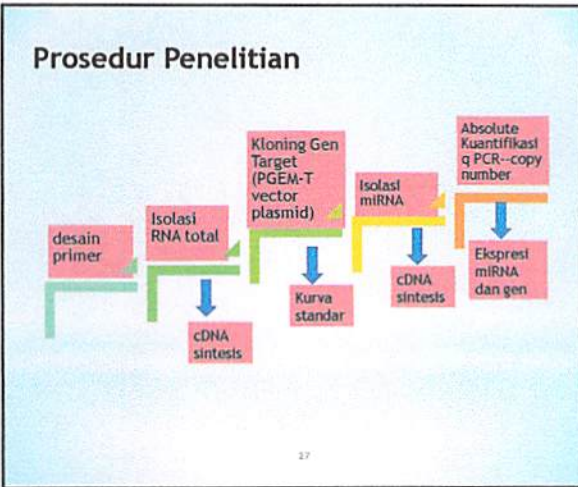 Prosedur Penelitian
desain
primer
Isolasi
RNA total
cDNA
sintesis
Kloning Gen
Target
(PGEM-T
vector
plasmid)
Kurva
standar
Isolasi
miRNA
cDNA
sintesis
Absolute
Kuantifikasi
q PCR--copy
number
Ekspresi
miRNA
dan gen
27